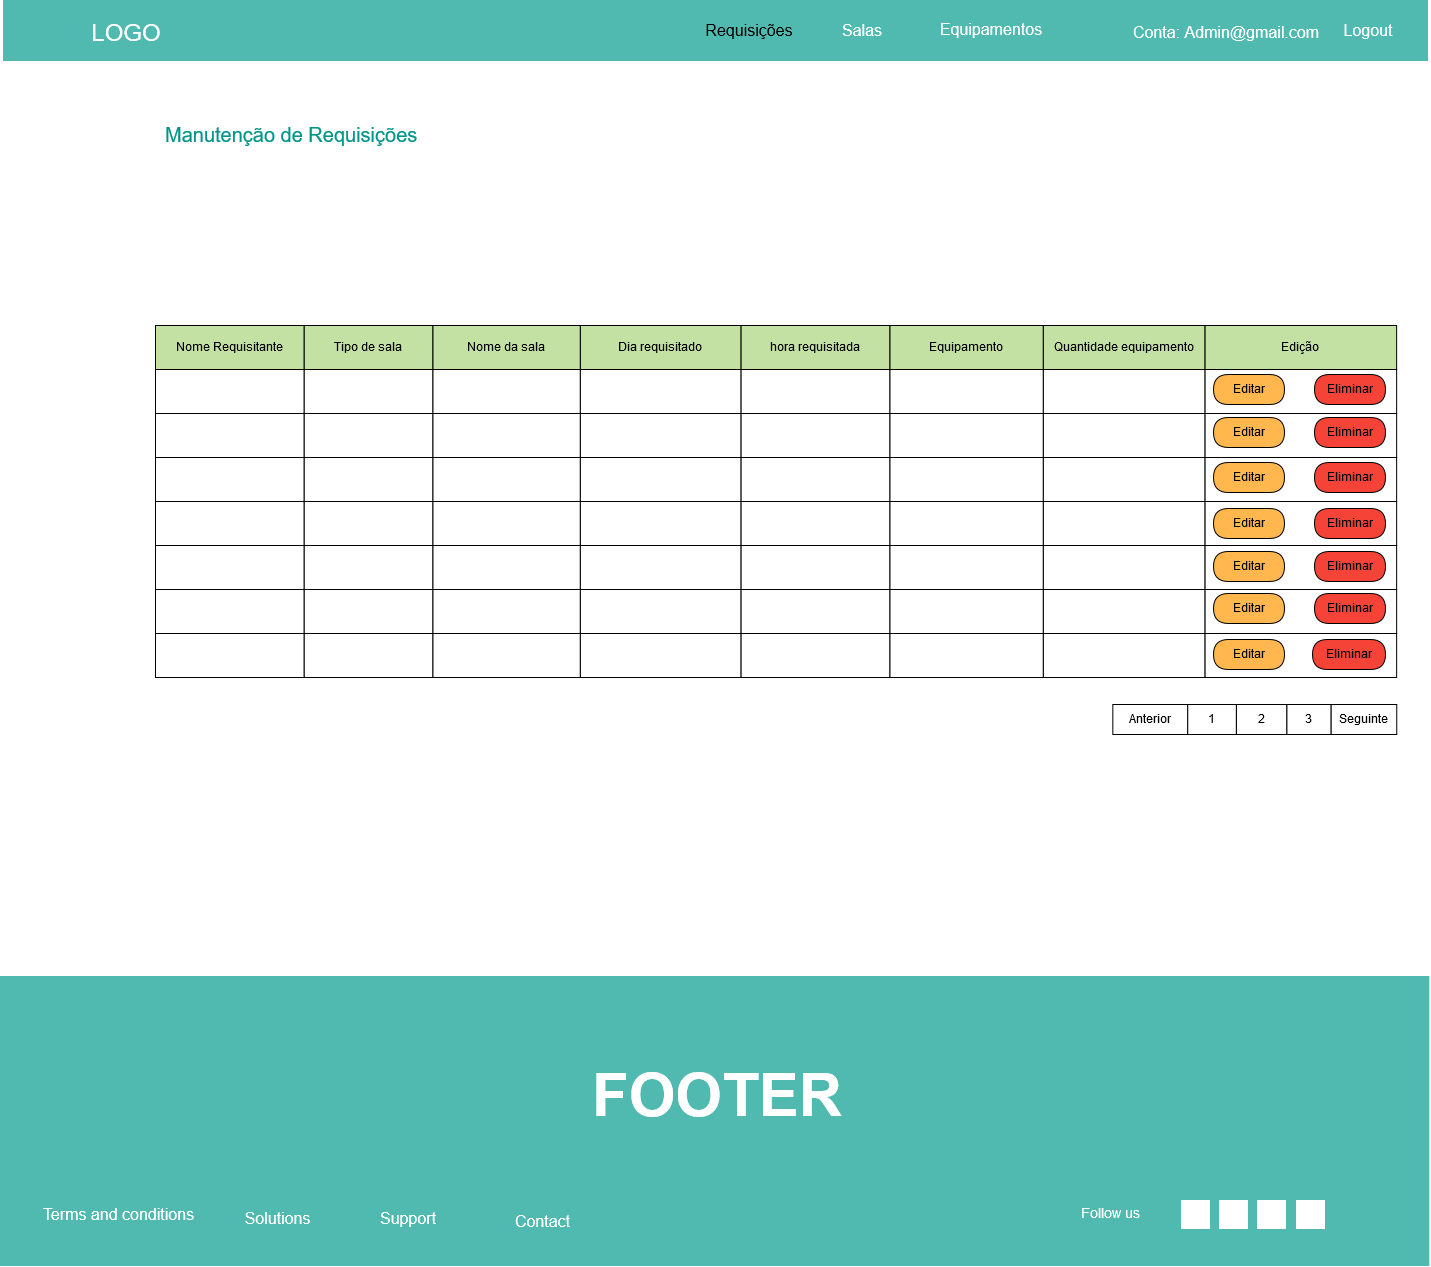 LOGO
Requisições
Salas
Equipamentos
Conta: Admin@gmail.com
Logout
Manutenção de Requisições
Nome Requisitante
Tipo de sala
Nome da sala
Dia requisitado
hora requisitada
Equipamento
Quantidade equipamento
Edição
Editar
Eliminar
Editar
Eliminar
Editar
Eliminar
Editar
Eliminar
Editar
Eliminar
Editar
Eliminar
Editar
Eliminar
Anterior
1
2
3
Seguinte
FOOTER
Terms and conditions
Solutions
Support
Contact
Follow us